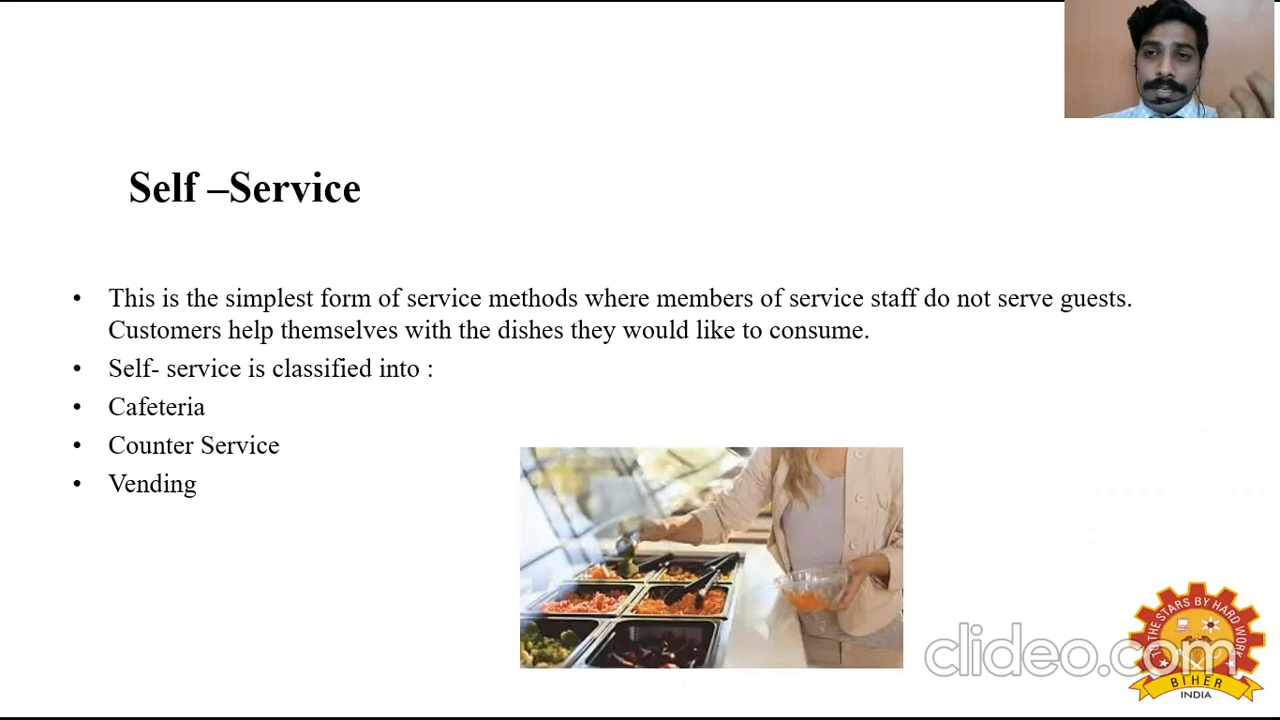 Self –Service
• This is the simplest form of service methods where members of service staff do not serve guests.
Customers help themselves with the dishes they would like to consume.
• Self- service is classified into :
• Cafeteria
• Counter Service
• Vending
clideo.com
TO THE STARS BY HARD WORK
BIHER
INDIA